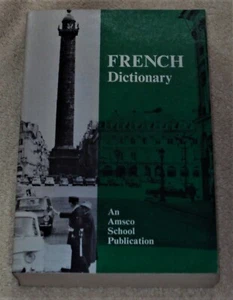 FRENCH
Dictionary
An
Amsco
School
Publication